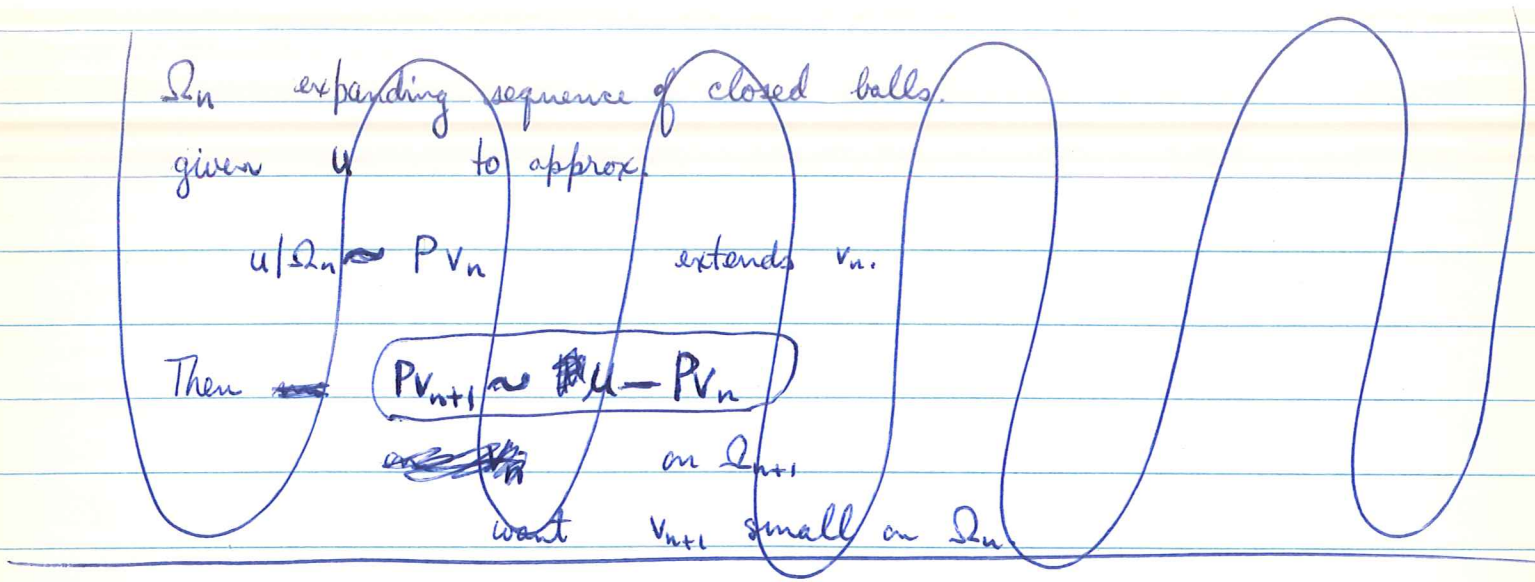 Ωn expanding sequence of closed balls.
given u to approx.
u/Ωn ~ Pvn extends vn.
Then Pvn+1 ~ u — Pvn
on Ωn+1
want vn+1 small on Ωn.